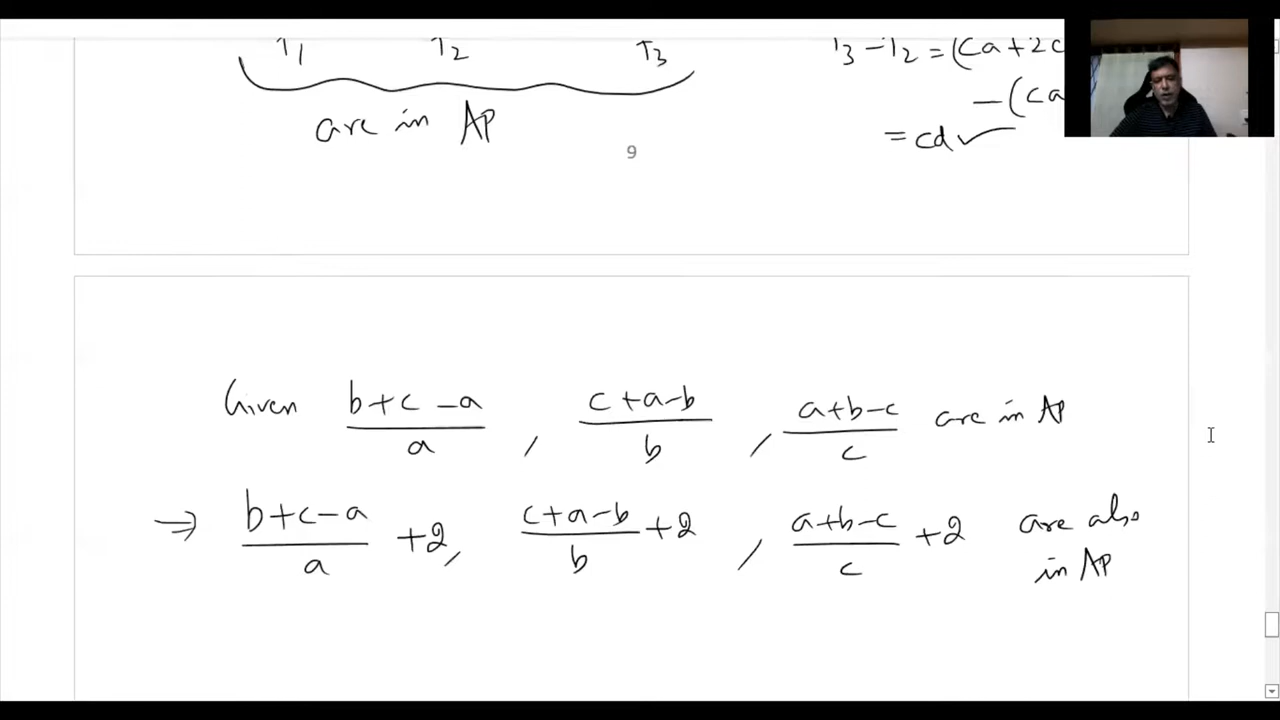 T1 T2 T3
are in AP
T3 - T2 = (ca+2c
- (ca
= cd ✓
9
Given (b+c-a)/a , (c+a-b)/b , (a+b-c)/c are in AP
⇒ (b+c-a)/a +2, (c+a-b)/b +2 , (a+b-c)/c +2 are also
in AP